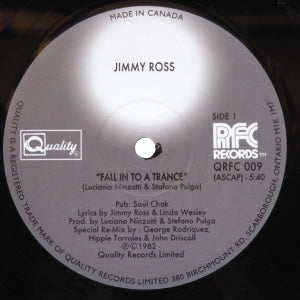 MADE IN CANADA
JIMMY ROSS
Quality
SIDE 1
RFC
RECORDS™
QRFC 009
(ASCAP) - 5:40
"FALL IN TO A TRANCE"
(Lucianio Ninzatti & Stefano Pulga)
Pub: Soul Chak
Lyrics by Jimmy Ross & Linda Wesley
Prod. by Luciano Ninzatti & Stefano Pulga
Special Re-Mix by : George Rodriquez,
Hippie Torrales & John Driscoll
Ⓟ©1982 -
Quality Records Limited
QUALITY IS A REGISTERED TRADE MARK OF QUALITY RECORDS LIMITED 380 BIRCHMOUNT RD. SCARBOROUGH, ONTARIO M1K 1M7